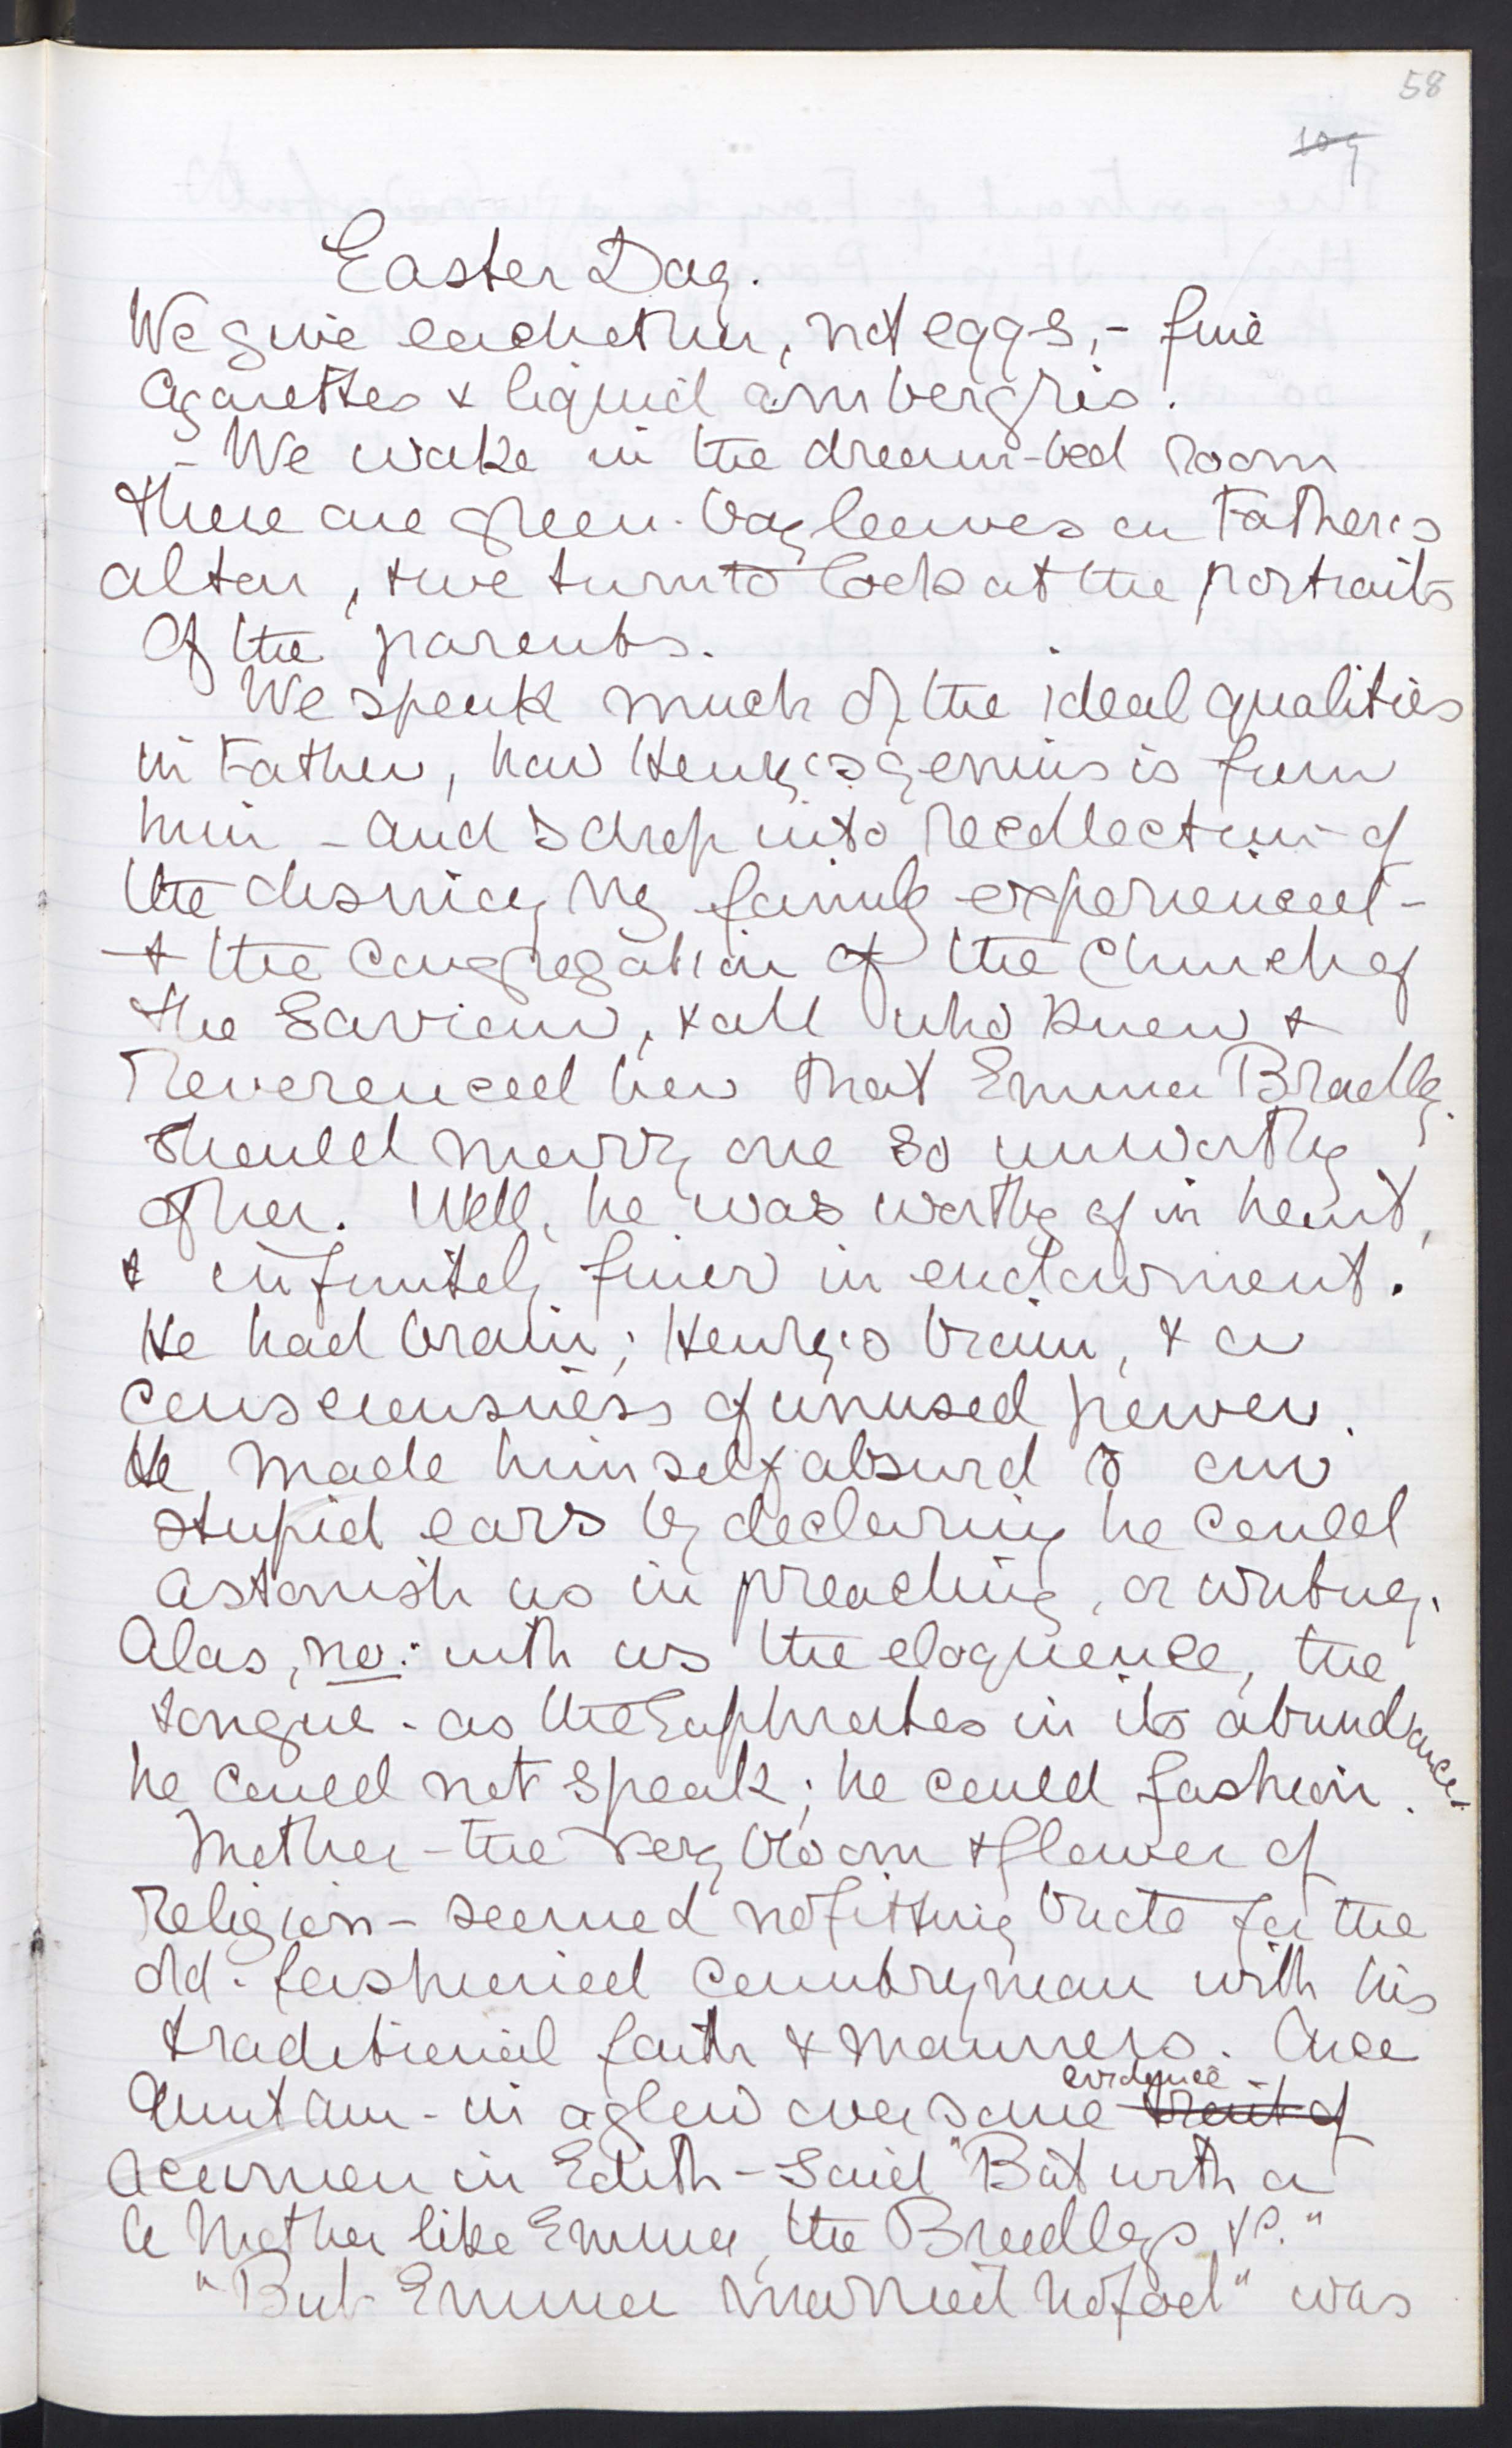 58
109
Easter Day.
We give each other, not eggs, - fine
Cigarettes & liquid ambergris.
- We wake in the dream-bed room
there are green bay leaves on Father's
altar, & we turn to look at the portraits
of the parents.
We speak much of the ideal qualities
in Father, how Henry's genius is from
him - and I drop into recollection of
the dismay my family experienced -
& the congregation of the Church of
the Saviour, & all who knew &
reverenced her that Emma Bradley
should marry one so unworthy
of her. Well, he was worthy of in heart,
& infinitely finer in endowment.
He had brain; Henry's brain, & a
consciousness of unused power.
He made himself absurd to our
stupid ears by declaring he could
astonish us in preaching, or writing.
Alas, no: with us the eloquence, the
tongue - as the Euphrates in its abundance,
he could not speak; he could fashion.
Mother - the very bloom & flower of
religion - seemed no fitting bride for the
old-fashioned countryman with his
traditional faith & manners. Once
evidence -
Aunt Ann - in a glow over some trait of
acumen in Edith - said "But with a
a Mother like Emma, the Bradleys &c."
"But Emma married no fool" was